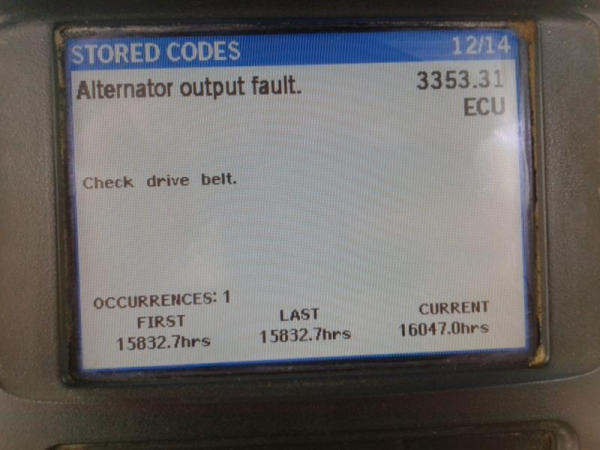 STORED CODES 12/14
Alternator output fault. 3353.31
ECU
Check drive belt.
OCCURRENCES: 1
FIRST LAST CURRENT
15832.7hrs 15832.7hrs 16047.0hrs